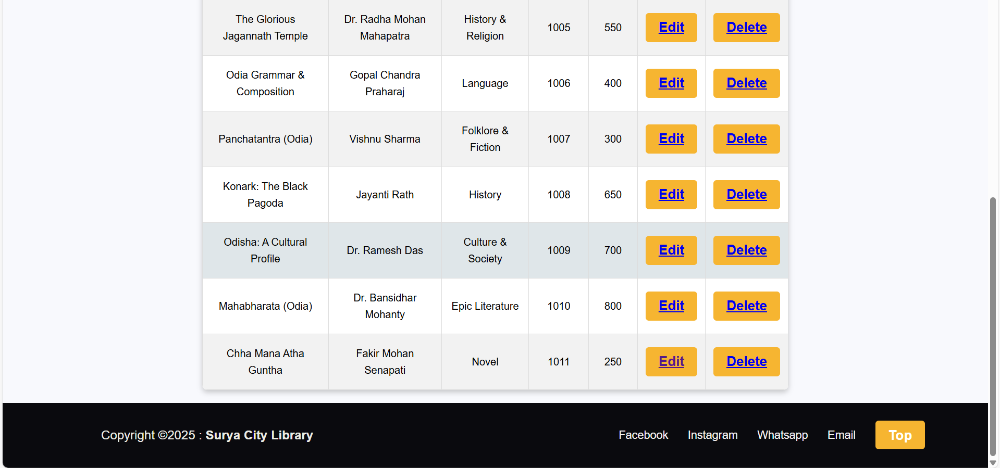 The Glorious Jagannath Temple Dr. Radha Mohan Mahapatra History & Religion 1005 550 Edit Delete
Odia Grammar & Composition Gopal Chandra Praharaj Language 1006 400 Edit Delete
Panchatantra (Odia) Vishnu Sharma Folklore & Fiction 1007 300 Edit Delete
Konark: The Black Pagoda Jayanti Rath History 1008 650 Edit Delete
Odisha: A Cultural Profile Dr. Ramesh Das Culture & Society 1009 700 Edit Delete
Mahabharata (Odia) Dr. Bansidhar Mohanty Epic Literature 1010 800 Edit Delete
Chha Mana Atha Guntha Fakir Mohan Senapati Novel 1011 250 Edit Delete
Copyright ©2025 : Surya City Library Facebook Instagram Whatsapp Email Top